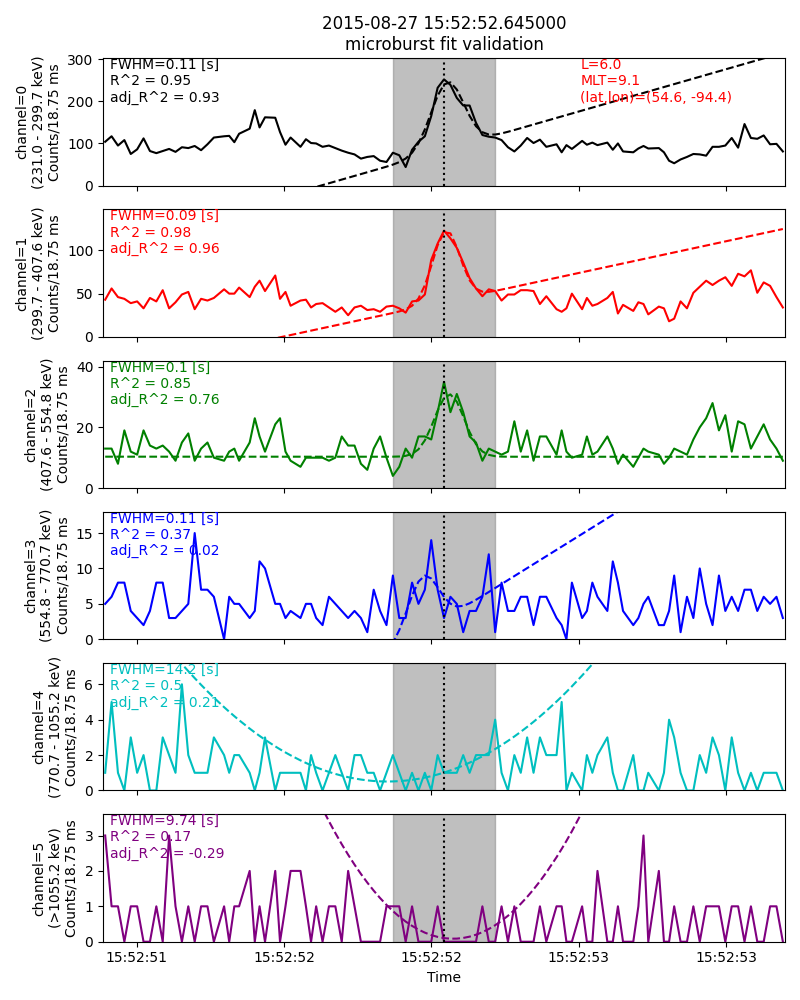 2015-08-27 15:52:52.645000
microburst fit validation
channel=0
(231.0 - 299.7 keV)
Counts/18.75 ms
300
200
100
0
FWHM=0.11 [s]
R^2 = 0.95
adj_R^2 = 0.93
L=6.0
MLT=9.1
(lat,lon)=(54.6, -94.4)
channel=1
(299.7 - 407.6 keV)
Counts/18.75 ms
100
50
0
FWHM=0.09 [s]
R^2 = 0.98
adj_R^2 = 0.96
channel=2
(407.6 - 554.8 keV)
Counts/18.75 ms
40
20
0
FWHM=0.1 [s]
R^2 = 0.85
adj_R^2 = 0.76
channel=3
(554.8 - 770.7 keV)
Counts/18.75 ms
15
10
5
0
FWHM=0.11 [s]
R^2 = 0.37
adj_R^2 = 0.02
channel=4
(770.7 - 1055.2 keV)
Counts/18.75 ms
6
4
2
0
FWHM=14.2 [s]
R^2 = 0.5
adj_R^2 = 0.21
channel=5
(>1055.2 keV)
Counts/18.75 ms
3
2
1
0
FWHM=9.74 [s]
R^2 = 0.17
adj_R^2 = -0.29
15:52:51
15:52:52
15:52:52
15:52:53
15:52:53
Time